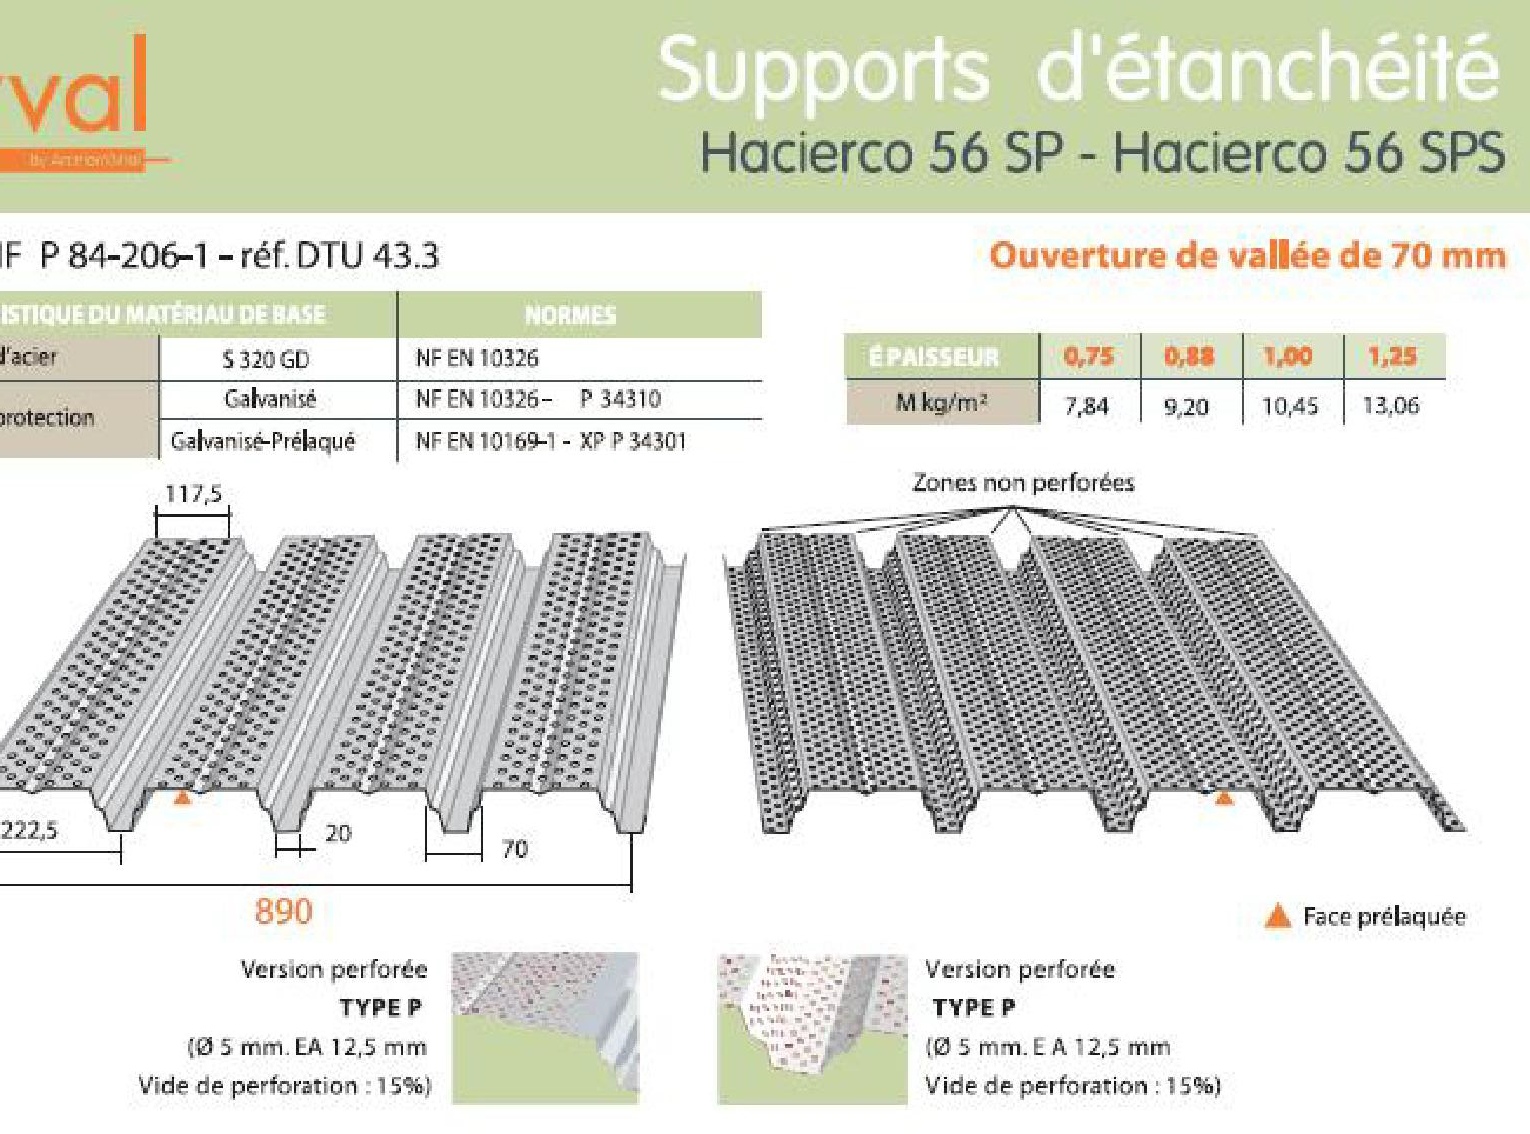 val
by ArcelorMittal
Supports d'étanchéité
Hacierco 56 SP - Hacierco 56 SPS
P 84-206-1 – réf. DTU 43.3
Ouverture de vallée de 70 mm
ISTIQUE DU MATÉRIAU DE BASE NORMES
d'acier S 320 GD NF EN 10326
Galvanisé NF EN 10326 – P 34310
protection
Galvanisé-Prélaqué NF EN 10169-1 - XP P 34301
ÉPAISSEUR 0,75 0,88 1,00 1,25
M kg/m² 7,84 9,20 10,45 13,06
117,5
Zones non perforées
222,5
20
70
890
Face prélaquée
Version perforée
TYPE P
(Ø 5 mm. EA 12,5 mm
Vide de perforation : 15%)
Version perforée
TYPE P
(Ø 5 mm. E A 12,5 mm
Vide de perforation : 15%)